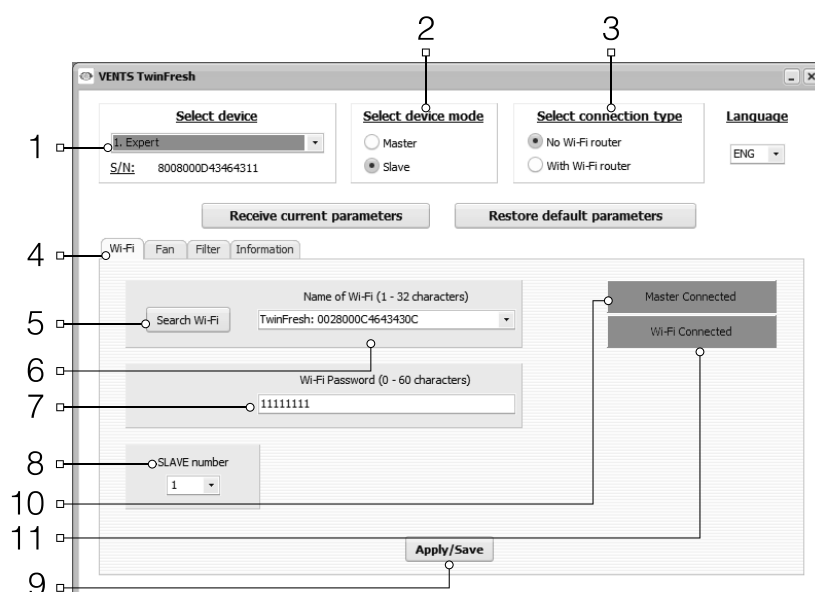 2
3
VENTS TwinFresh
Select device
Select device mode
Select connection type
Language
1
1. Expert
Master
No Wi-Fi router
ENG
S/N: 8008000D43464311
Slave
With Wi-Fi router
Receive current parameters
Restore default parameters
4
Wi-Fi
Fan
Filter
Information
Name of Wi-Fi (1 - 32 characters)
Master Connected
5
Search Wi-Fi
TwinFresh: 0028000C4643430C
Wi-Fi Connected
6
Wi-Fi Password (0 - 60 characters)
7
11111111
8
SLAVE number
1
10
11
Apply/Save
9